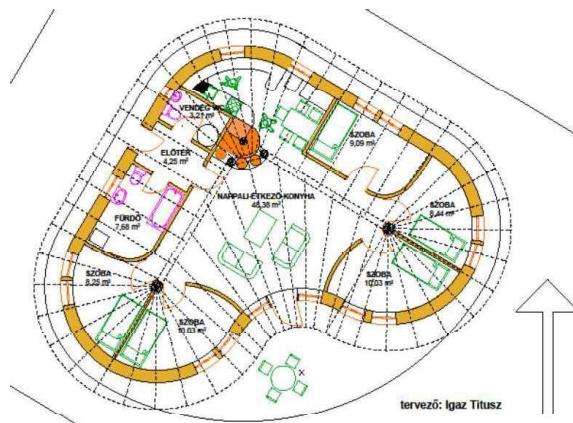 VENDÉG WC
3,21 m²
SZOBA
9,09 m²
ELŐTÉR
4,25 m²
NAPPALI-ÉTKEZŐ-KONYHA
48,38 m²
SZOBA
8,44 m²
FÜRDŐ
7,68 m²
SZOBA
8,25 m²
SZOBA
10,03 m²
SZOBA
10,03 m²
tervező: Igaz Titusz